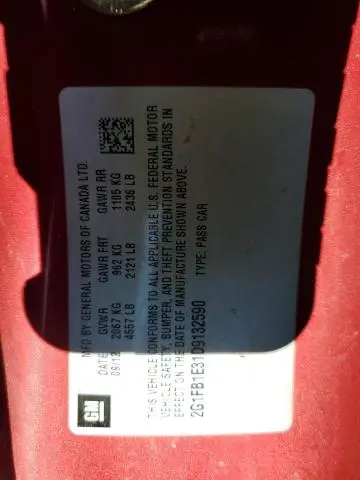 MFD BY GENERAL MOTORS OF CANADA LTD.
DATE GVWR GAWR FRT GAWR RR
09/12 2067 KG 962 KG 1105 KG
4557 LB 2121 LB 2436 LB
THIS VEHICLE CONFORMS TO ALL APPLICABLE U.S. FEDERAL MOTOR
VEHICLE SAFETY, BUMPER, AND THEFT PREVENTION STANDARDS IN
EFFECT ON THE DATE OF MANUFACTURE SHOWN ABOVE.
2G1FB1E31D9132590 TYPE: PASS CAR
GM